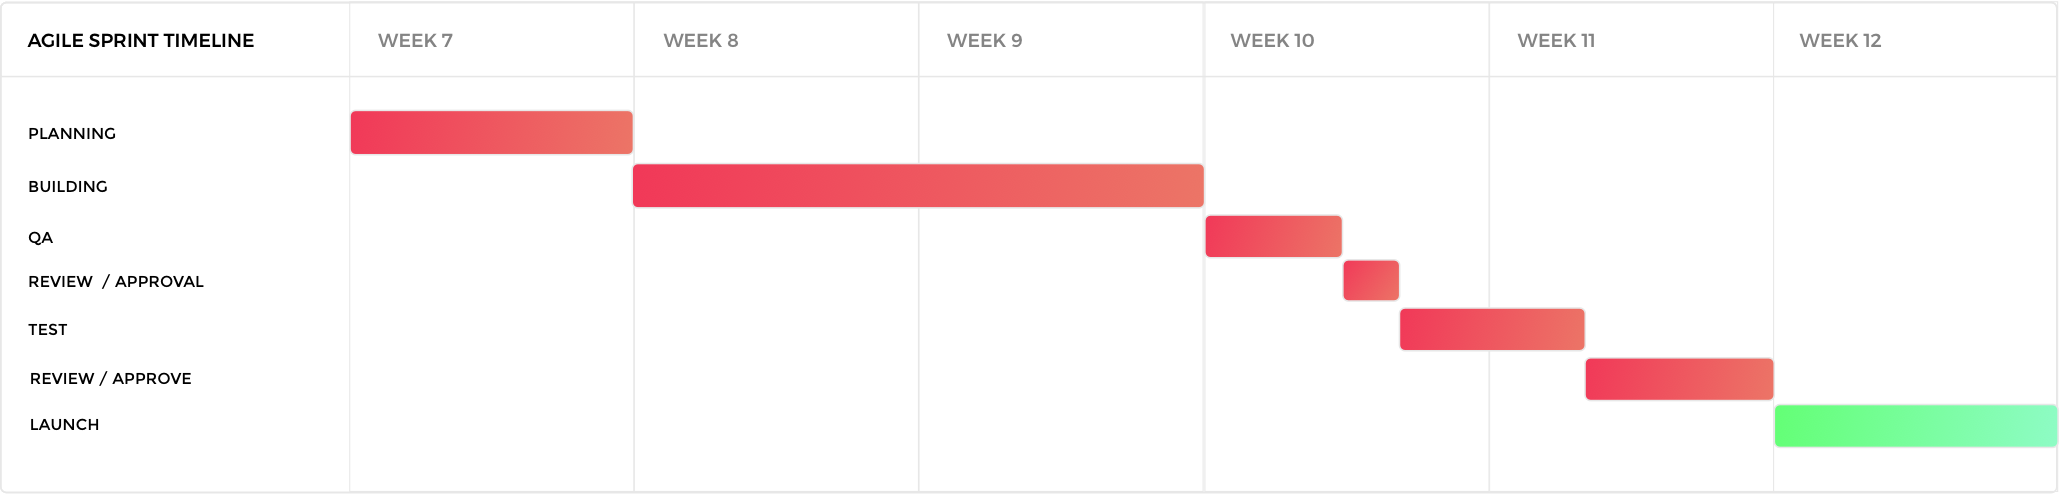 AGILE SPRINT TIMELINE WEEK 7 WEEK 8 WEEK 9 WEEK 10 WEEK 11 WEEK 12
PLANNING
BUILDING
QA
REVIEW / APPROVAL
TEST
REVIEW / APPROVE
LAUNCH